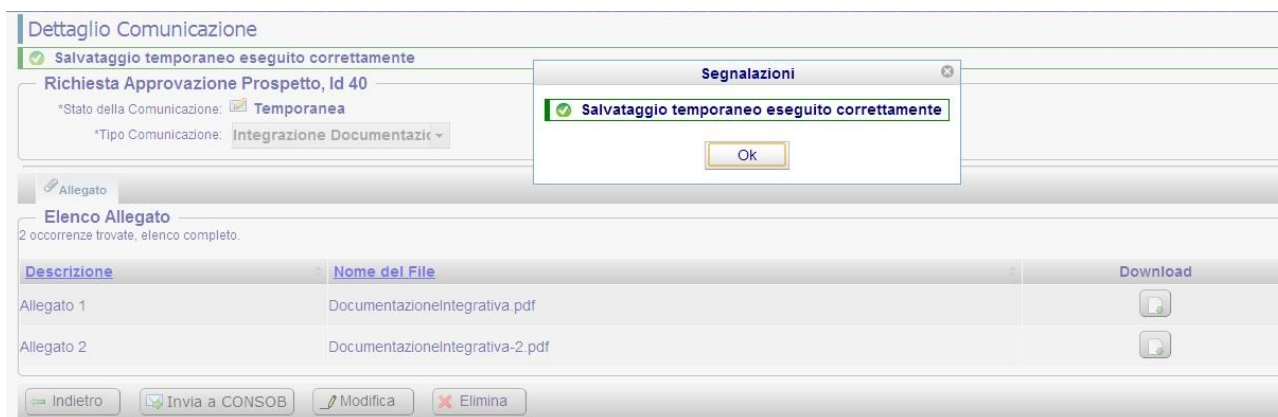 Dettaglio Comunicazione
Salvataggio temporaneo eseguito correttamente
Segnalazioni
Salvataggio temporaneo eseguito correttamente
Ok
Richiesta Approvazione Prospetto, Id 40
*Stato della Comunicazione: Temporanea
*Tipo Comunicazione: Integrazione Documentazic
Allegato
Elenco Allegato
2 occorrenze trovate, elenco completo.
Descrizione Nome del File Download
Allegato 1 DocumentazioneIntegrativa.pdf
Allegato 2 DocumentazioneIntegrativa-2.pdf
Indietro Invia a CONSOB Modifica Elimina